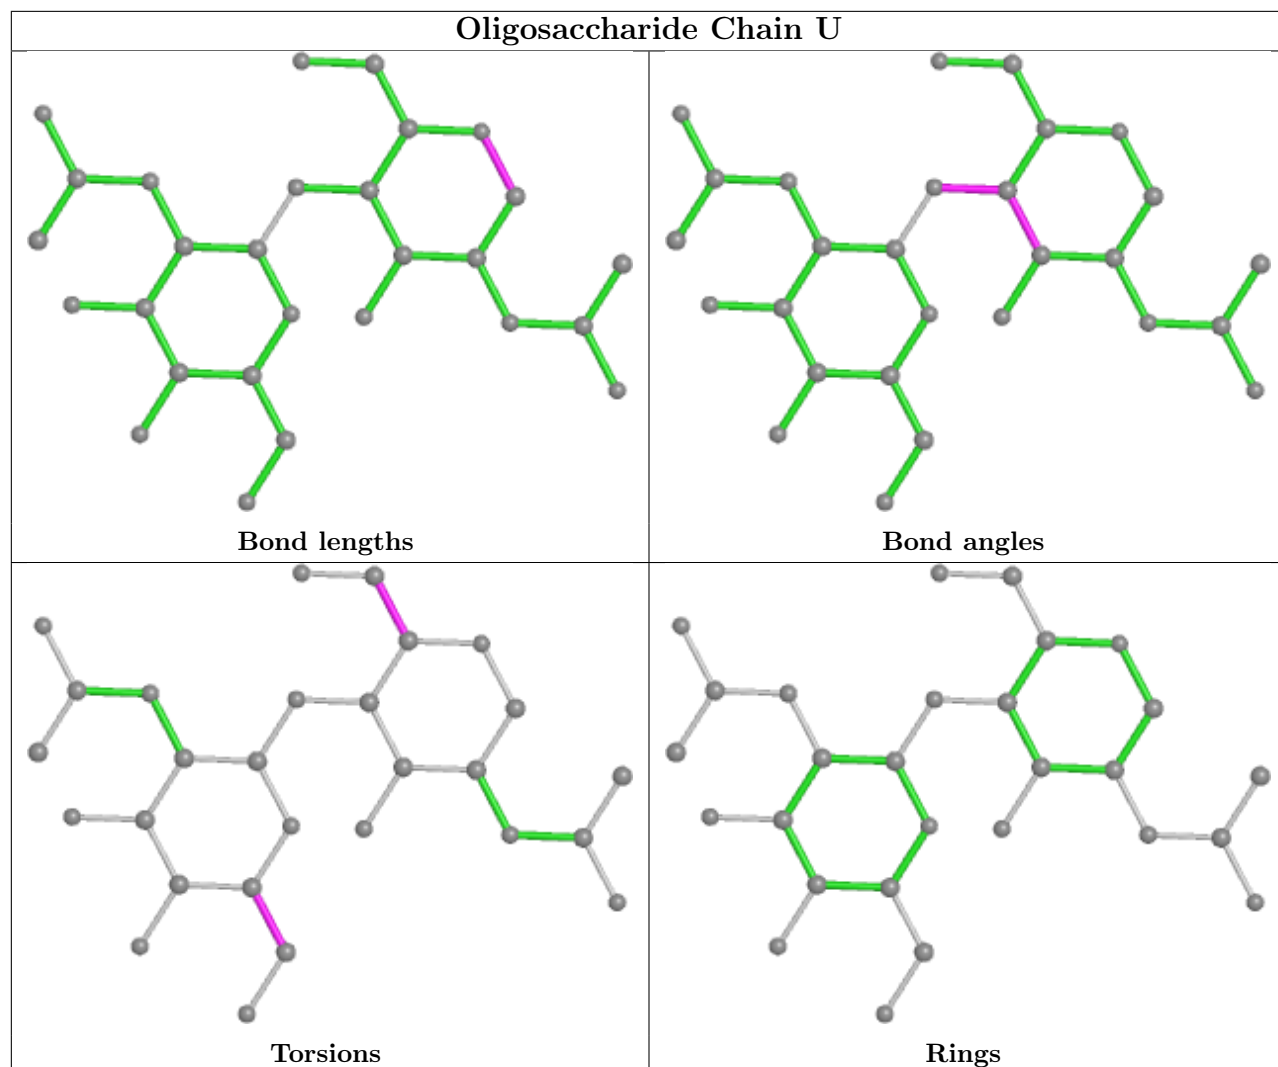 Oligosaccharide Chain U
Bond lengths
Bond angles
Torsions
Rings